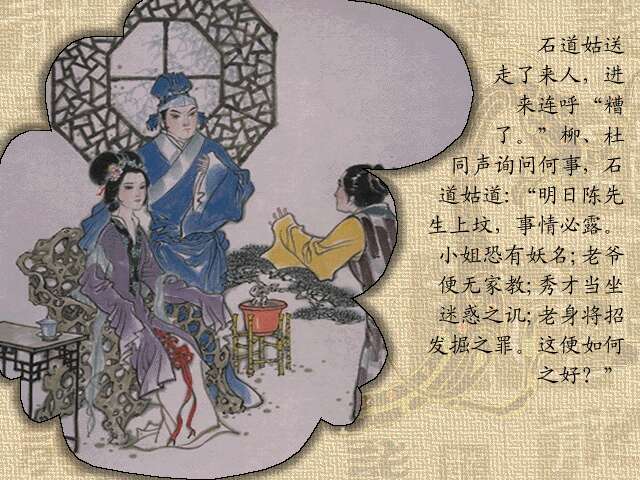 石道姑送
走了来人，进
来连呼“糟
了。”柳、杜
同声询问何事，石
道姑道：“明日陈先
生上坟，事情必露。
小姐恐有妖名；老爷
便无家教；秀才当坐
迷惑之讥；老身将招
发掘之罪。这便如何
之好？”